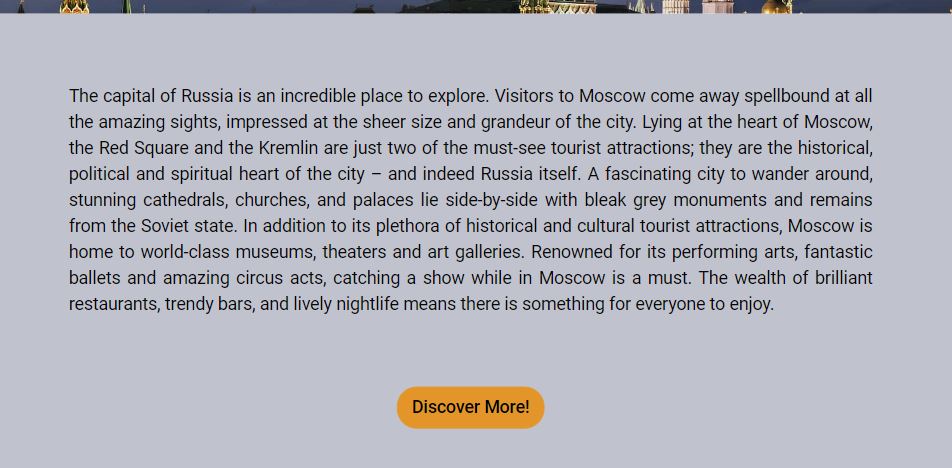 The capital of Russia is an incredible place to explore. Visitors to Moscow come away spellbound at all
the amazing sights, impressed at the sheer size and grandeur of the city. Lying at the heart of Moscow,
the Red Square and the Kremlin are just two of the must-see tourist attractions; they are the historical,
political and spiritual heart of the city – and indeed Russia itself. A fascinating city to wander around,
stunning cathedrals, churches, and palaces lie side-by-side with bleak grey monuments and remains
from the Soviet state. In addition to its plethora of historical and cultural tourist attractions, Moscow is
home to world-class museums, theaters and art galleries. Renowned for its performing arts, fantastic
ballets and amazing circus acts, catching a show while in Moscow is a must. The wealth of brilliant
restaurants, trendy bars, and lively nightlife means there is something for everyone to enjoy.
Discover More!